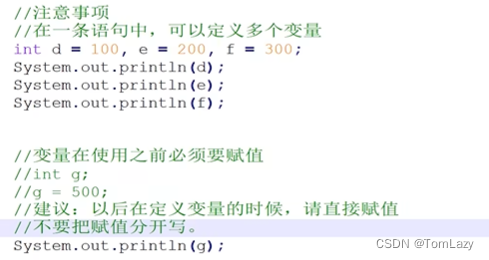 //注意事项
//在一条语句中，可以定义多个变量
int d = 100, e = 200, f = 300;
System.out.println(d);
System.out.println(e);
System.out.println(f);
//变量在使用之前必须要赋值
//int g;
//g = 500;
//建议：以后在定义变量的时候，请直接赋值
//不要把赋值分开写。
System.out.println(g);
CSDN @TomLazy